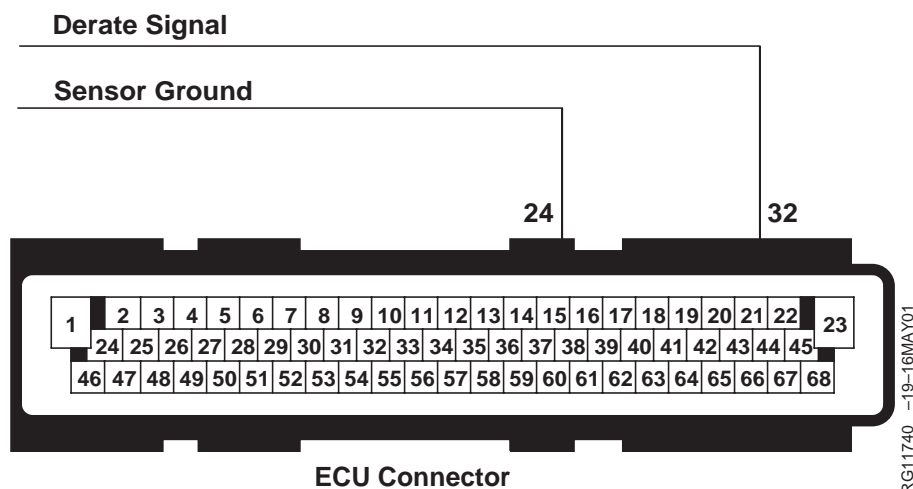 Derate Signal
Sensor Ground
24
32
1 2 3 4 5 6 7 8 9 10 11 12 13 14 15 16 17 18 19 20 21 22 23
24 25 26 27 28 29 30 31 32 33 34 35 36 37 38 39 40 41 42 43 44 45
46 47 48 49 50 51 52 53 54 55 56 57 58 59 60 61 62 63 64 65 66 67 68
ECU Connector
RG11740 –19–16MAY01